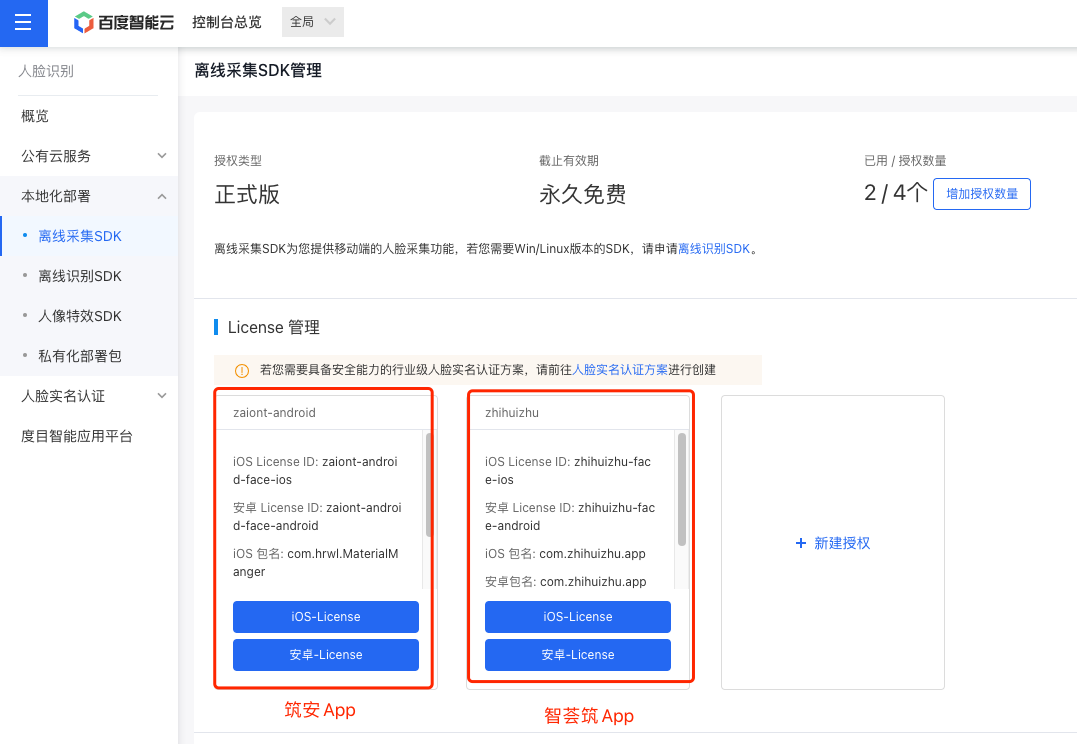 百度智能云
控制台总览
全局
人脸识别
概览
公有云服务
本地化部署
离线采集SDK
离线识别SDK
人像特效SDK
私有化部署包
人脸实名认证
度目智能应用平台
离线采集SDK管理
授权类型
正式版
截止有效期
永久免费
已用 / 授权数量
2 / 4个
增加授权数量
离线采集SDK为您提供移动端的人脸采集功能，若您需要Win/Linux版本的SDK，请申请离线识别SDK。
License 管理
若您需要具备安全能力的行业级人脸实名认证方案，请前往人脸实名认证方案进行创建
zaiont-android
iOS License ID: zaiont-androi
d-face-ios
安卓 License ID: zaiont-androi
d-face-android
iOS 包名: com.hrwl.MaterialM
anger
iOS-License
安卓-License
筑安 App
zhihuizhu
iOS License ID: zhihuizhu-fac
e-ios
安卓 License ID: zhihuizhu-fac
e-android
iOS 包名: com.zhihuizhu.app
安卓包名: com.zhihuizhu.app
iOS-License
安卓-License
智荟筑 App
+ 新建授权